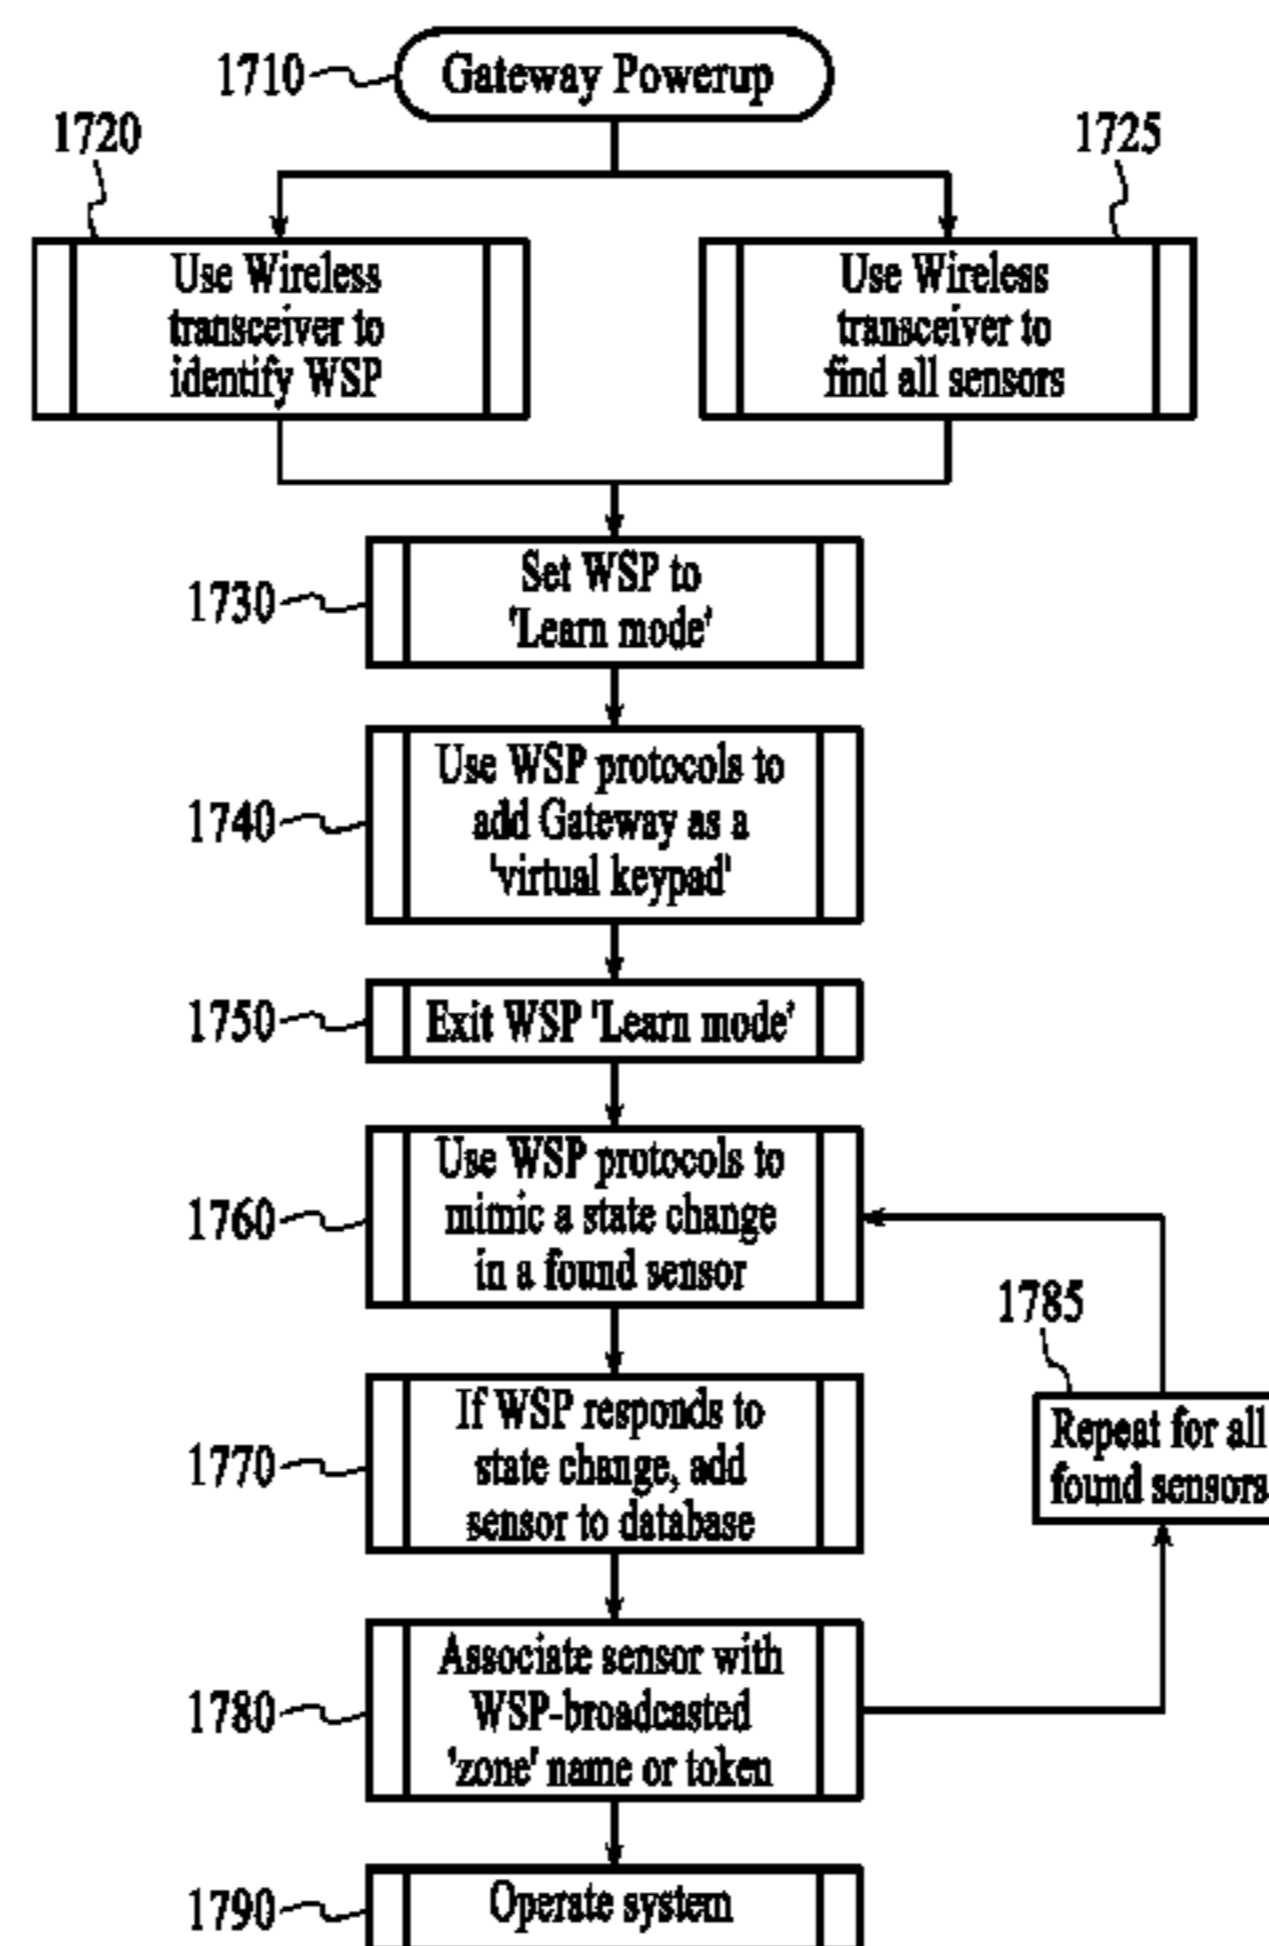 1710
Gateway Powerup
1720
1725
Use Wireless
transceiver to
identify WSP
Use Wireless
transceiver to
find all sensors
1730
Set WSP to
'Learn mode'
1740
Use WSP protocols to
add Gateway as a
'virtual keypad'
1750
Exit WSP 'Learn mode'
1760
Use WSP protocols to
mimic a state change
in a found sensor
1785
Repeat for all
found sensors
1770
If WSP responds to
state change, add
sensor to database
1780
Associate sensor with
WSP-broadcasted
'zone' name or token
1790
Operate system